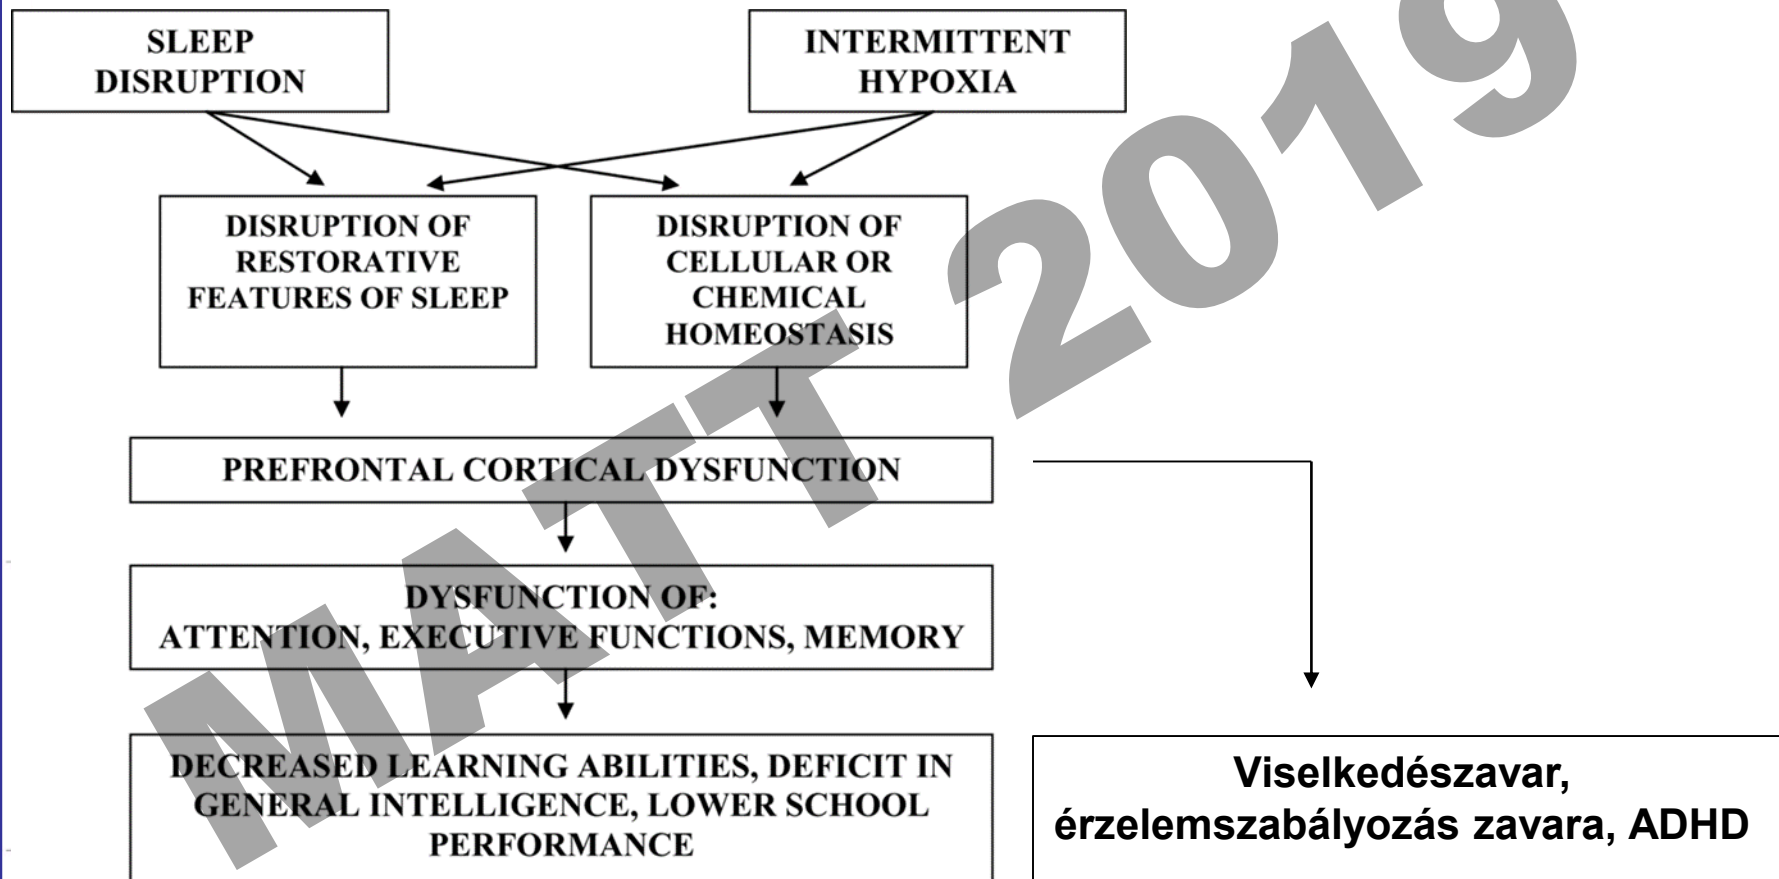 SLEEP
DISRUPTION
INTERMITTENT
HYPOXIA
DISRUPTION OF
RESTORATIVE
FEATURES OF SLEEP
DISRUPTION OF
CELLULAR OR
CHEMICAL
HOMEOSTASIS
PREFRONTAL CORTICAL DYSFUNCTION
DYSFUNCTION OF:
ATTENTION, EXECUTIVE FUNCTIONS, MEMORY
DECREASED LEARNING ABILITIES, DEFICIT IN
GENERAL INTELLIGENCE, LOWER SCHOOL
PERFORMANCE
Viselkedészavar,
érzelemszabályozás zavara, ADHD
MATT 2019